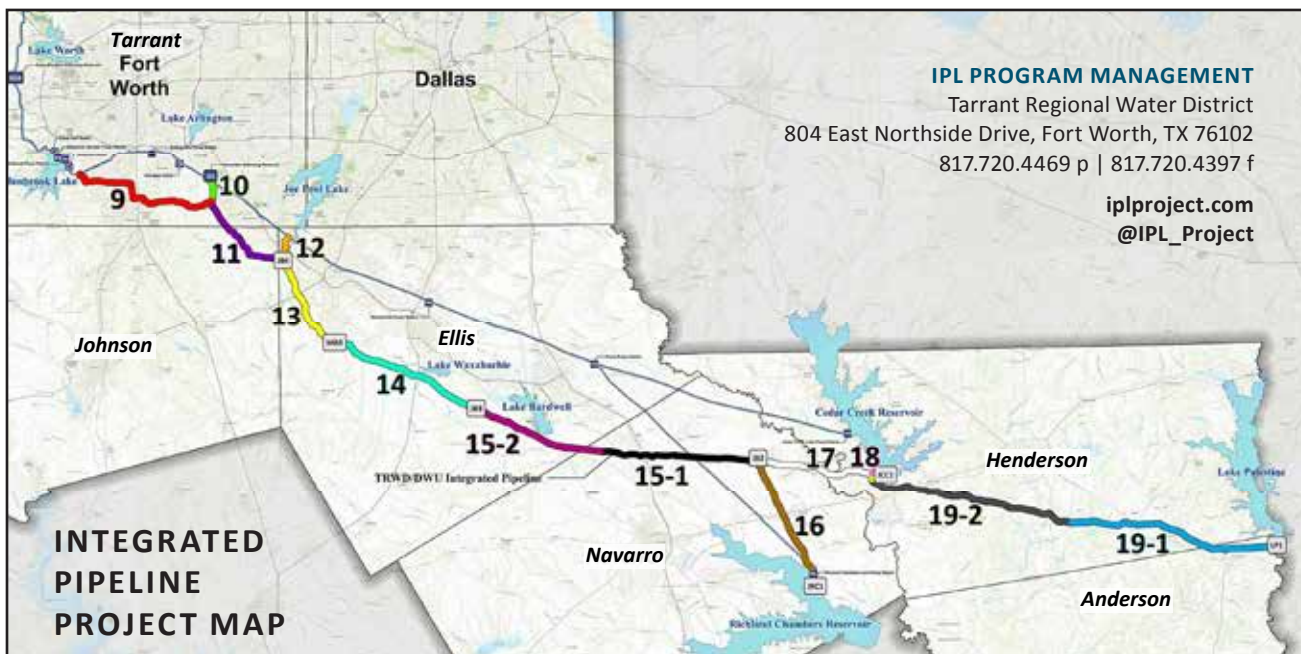 Tarrant
Fort
Worth
Lake Worth
Dallas
Lake Arlington
IPL PROGRAM MANAGEMENT
Tarrant Regional Water District
804 East Northside Drive, Fort Worth, TX 76102
817.720.4469 p | 817.720.4397 f
iplproject.com
@IPL_Project
Joe Pool Lake
9
10
11
12
13
Johnson
Ellis
14
Lake Waxahachie
Lake Bardwell
15-2
TRWD/DWU Integrated Pipeline
15-1
Cedar Creek Reservoir
17
18
Henderson
Lake Palestine
19-2
19-1
16
Navarro
Anderson
Richland Chambers Reservoir
INTEGRATED
PIPELINE
PROJECT MAP